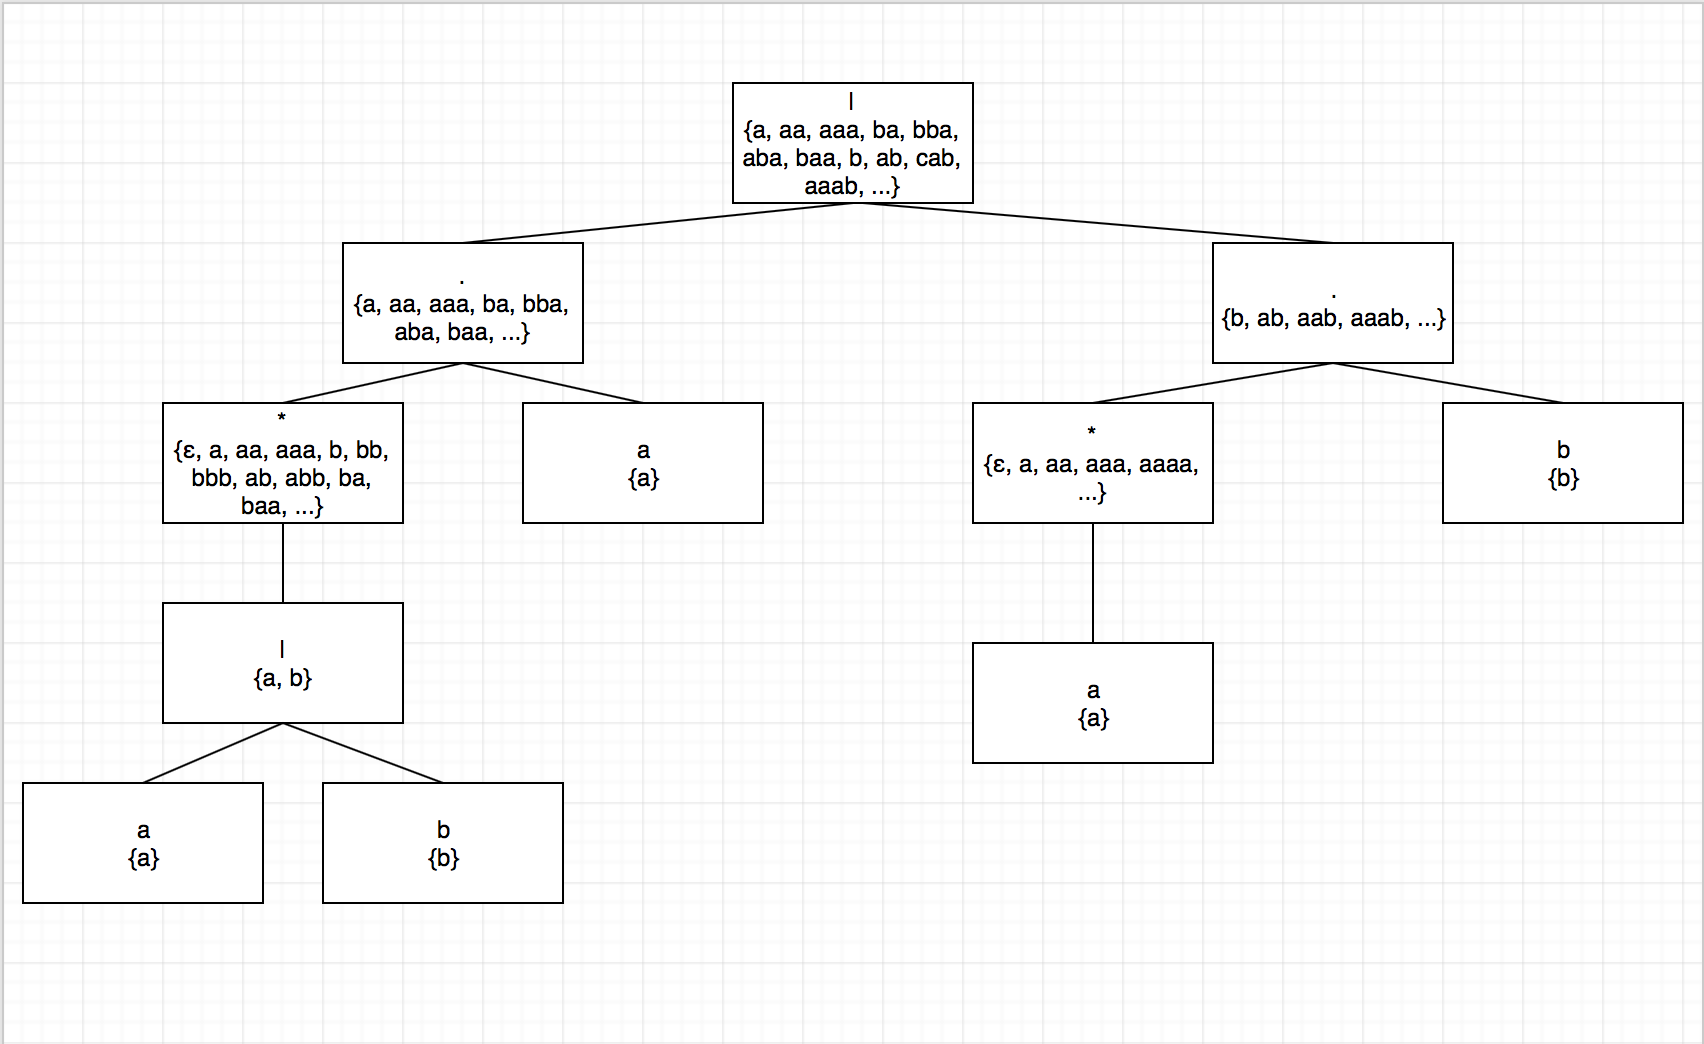 |
{a, aa, aaa, ba, bba,
aba, baa, b, ab, cab,
aaab, ...}
.
{a, aa, aaa, ba, bba,
aba, baa, ...}
.
{b, ab, aab, aaab, ...}
*
{ε, a, aa, aaa, b, bb,
bbb, ab, abb, ba,
baa, ...}
a
{a}
*
{ε, a, aa, aaa, aaaa,
...}
b
{b}
|
{a, b}
a
{a}
a
{a}
b
{b}